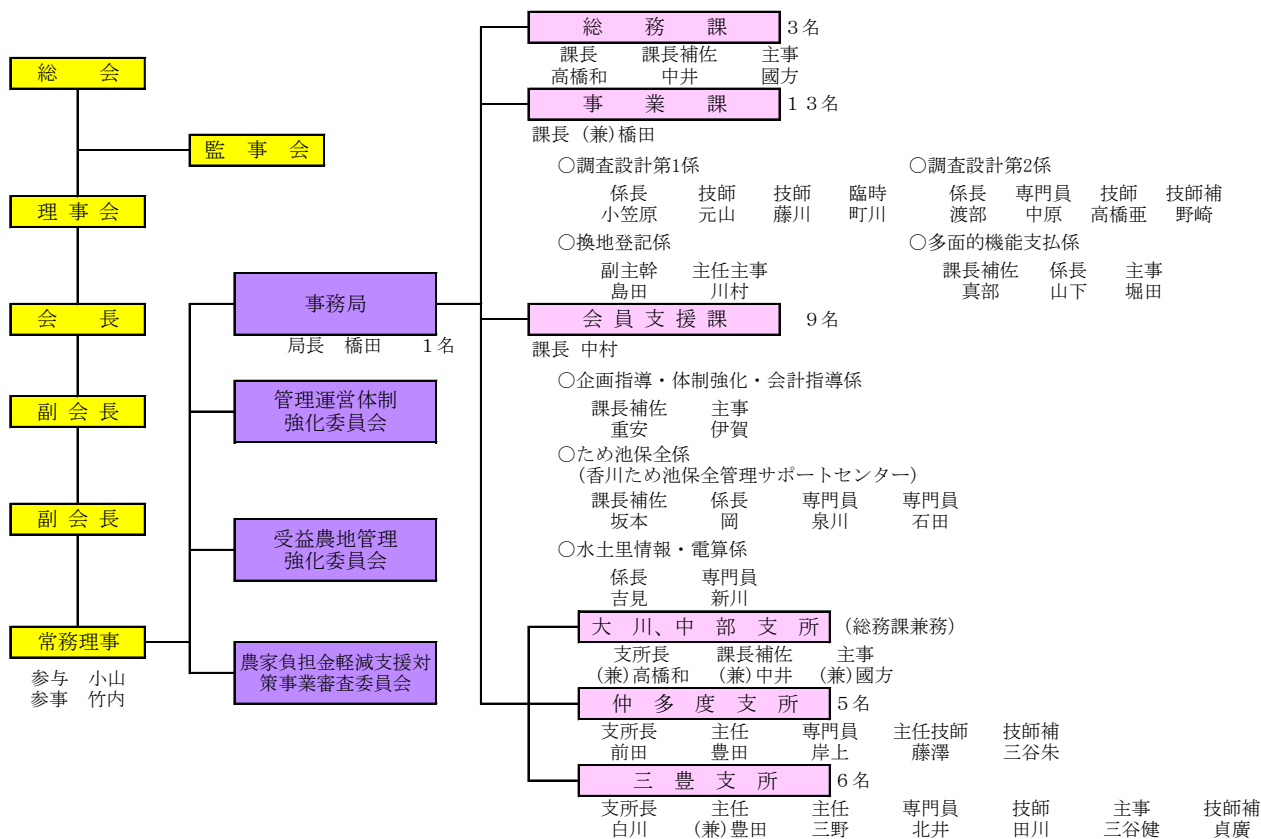 総　会
監　事　会
理 事 会
会　長
副 会 長
副 会 長
常務理事
参与　小山
参事　竹内
事務局
局長　橋田　１名
管理運営体制
強化委員会
受益農地管理
強化委員会
農家負担金軽減支援対
策事業審査委員会
総　務　課　３名
課長　課長補佐　主事
高橋和　中井　國方
事　業　課　１３名
課長 (兼)橋田
○調査設計第1係
係長　技師　技師　臨時
小笠原　元山　藤川　町川
○調査設計第2係
係長　専門員　技師　技師補
渡部　中原　高橋亜　野崎
○換地登記係
副主幹　主任主事
島田　川村
○多面的機能支払係
課長補佐　係長　主事
真部　山下　堀田
会 員 支 援 課　９名
課長 中村
○企画指導・体制強化・会計指導係
課長補佐　主事
重安　伊賀
○ため池保全係
(香川ため池保全管理サポートセンター)
課長補佐　係長　専門員　専門員
坂本　岡　泉川　石田
○水土里情報・電算係
係長　専門員
吉見　新川
大　川、中　部　支　所　(総務課兼務)
支所長　課長補佐　主事
(兼)高橋和　(兼)中井　(兼)國方
仲　多　度　支　所　５名
支所長　主任　専門員　主任技師　技師補
前田　豊田　岸上　藤澤　三谷朱
三　豊　支　所　６名
支所長　主任　主任　専門員　技師　主事　技師補
白川　(兼)豊田　三野　北井　田川　三谷健　貞廣